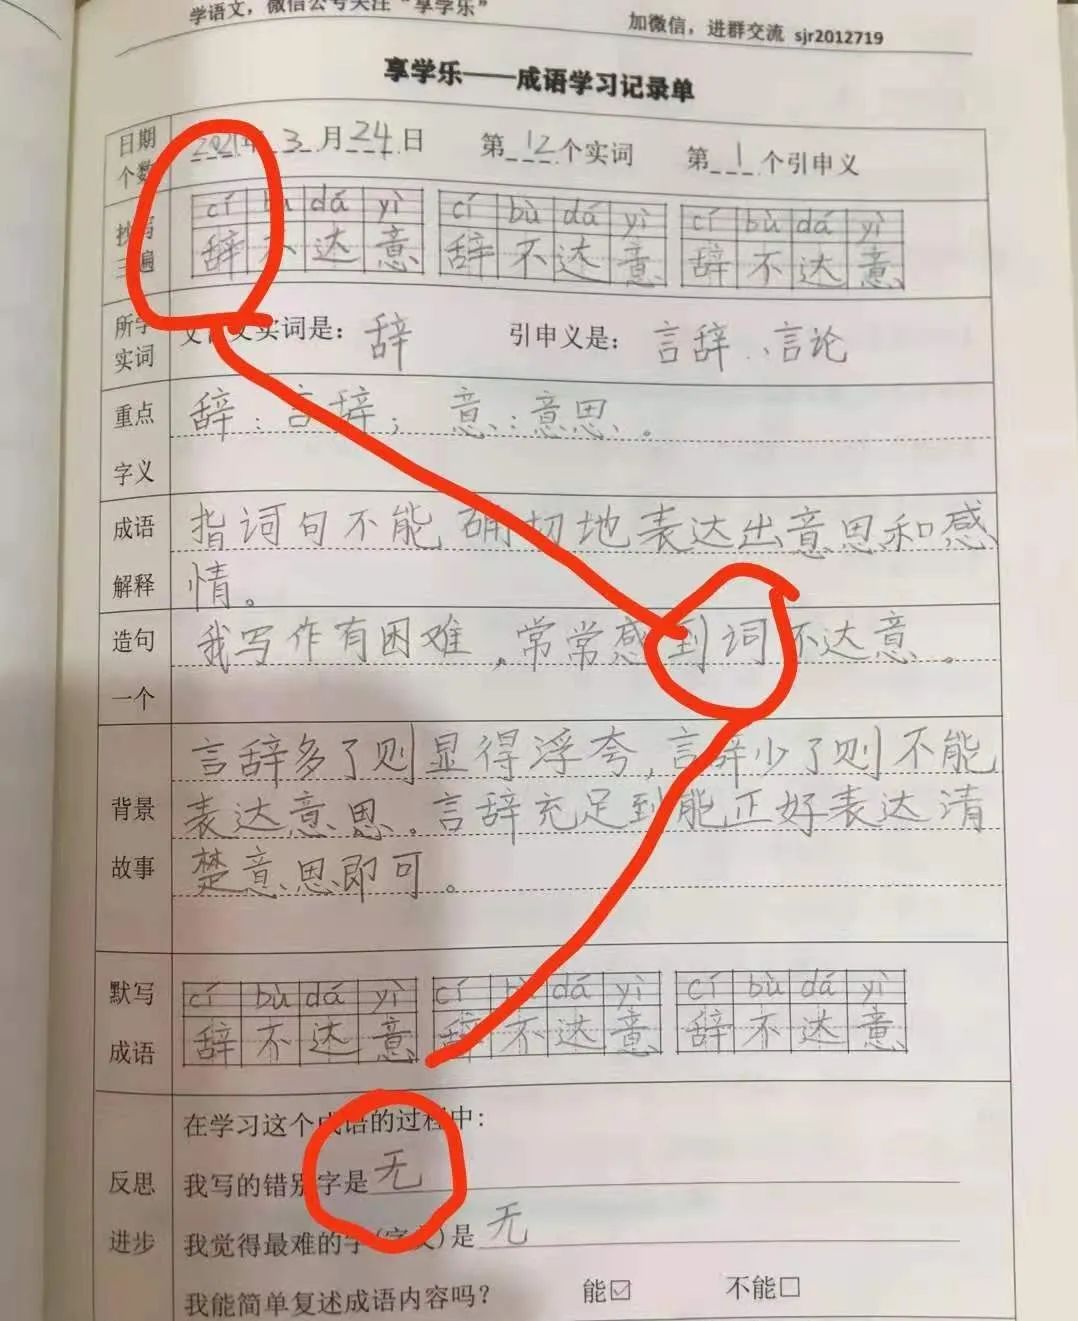 学语文，微信公号关注“享学乐”
加微信，进群交流 sjr2012719
享学乐——成语学习记录单
日期 2021年 3 月 24 日 第 12 个实词 第 1 个引申义
个数
抄写 cí bù dá yì cí bù dá yì cí bù dá yì
三遍 辞不达意 辞不达意 辞不达意
所学 文实词是：辞 引申义是：言辞、言论
实词
重点 辞：言辞；意：意思。
字义
成语 指词句不能确切地表达出意思和感
解释 情。
造句 我写作有困难，常常感到词不达意。
一个
言辞多了则显得浮夸，言辞少了则不能
背景 表达意思。言辞充足到能正好表达清
故事 楚意思即可。
默写 cí bù dá yì cí bù dá yì cí bù dá yì
成语 辞不达意 辞不达意 辞不达意
在学习这个成语的过程中：
反思 我写的错别字是 无
进步 我觉得最难的字(字义)是 无
我能简单复述成语内容吗？ 能☑ 不能☐